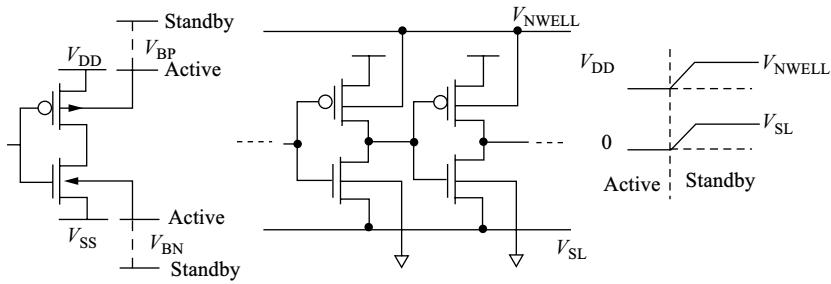 Standby
V_DD
V_BP
Active
Active
V_SS
V_BN
Standby
V_NWELL
V_SL
V_DD
V_NWELL
0
V_SL
Active
Standby